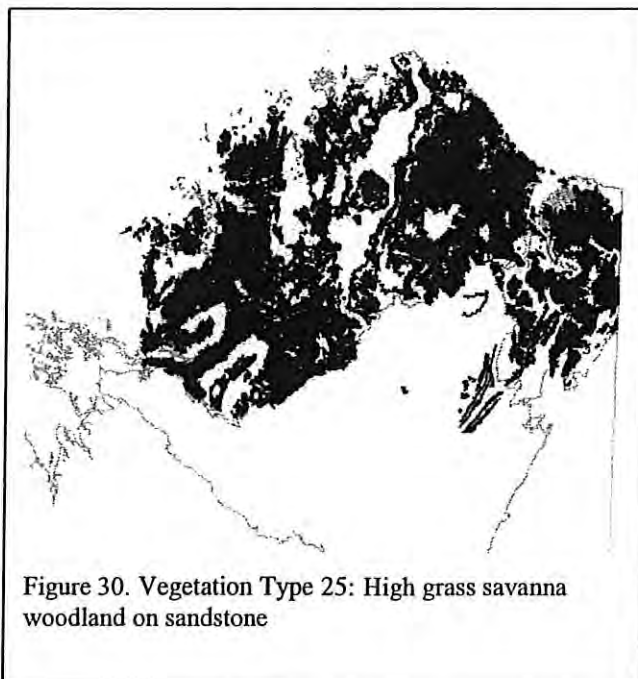 Figure 30. Vegetation Type 25: High grass savanna
woodland on sandstone